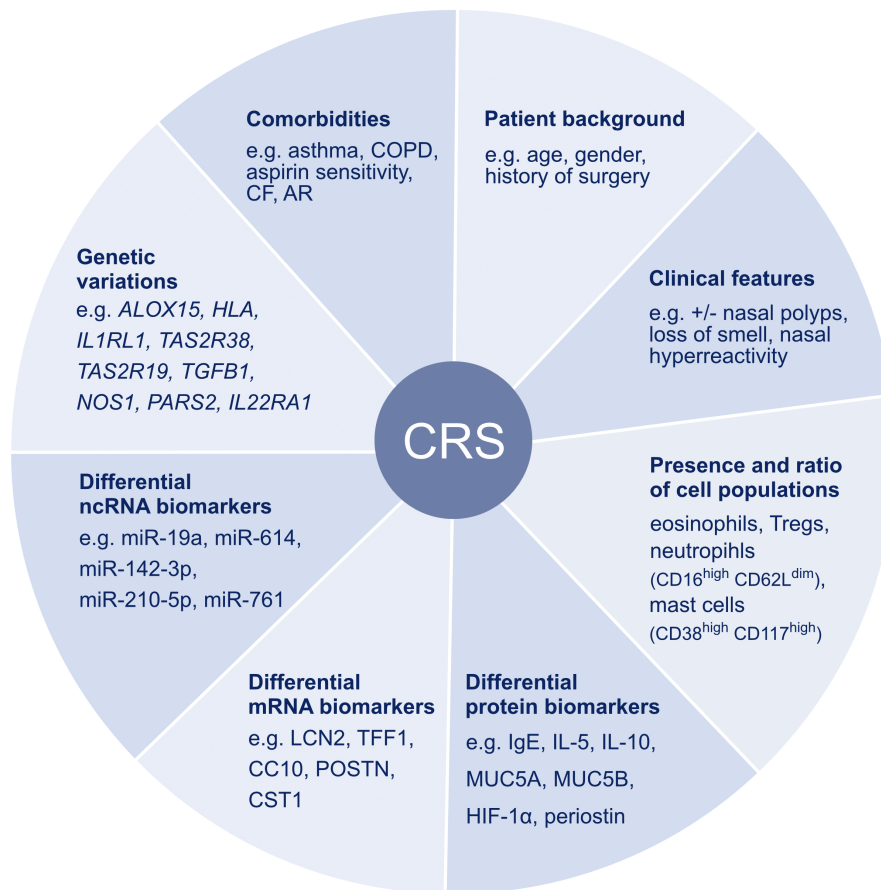 Comorbidities
e.g. asthma, COPD,
aspirin sensitivity,
CF, AR
Patient background
e.g. age, gender,
history of surgery
Clinical features
e.g. +/- nasal polyps,
loss of smell, nasal
hyperreactivity
Genetic
variations
e.g. ALOX15, HLA,
IL1RL1, TAS2R38,
TAS2R19, TGFB1,
NOS1, PARS2, IL22RA1
CRS
Presence and ratio
of cell populations
eosinophils, Tregs,
neutropihls
(CD16high CD62Ldim),
mast cells
(CD38high CD117high)
Differential
ncRNA biomarkers
e.g. miR-19a, miR-614,
miR-142-3p,
miR-210-5p, miR-761
Differential
mRNA biomarkers
e.g. LCN2, TFF1,
CC10, POSTN,
CST1
Differential
protein biomarkers
e.g. IgE, IL-5, IL-10,
MUC5A, MUC5B,
HIF-1α, periostin